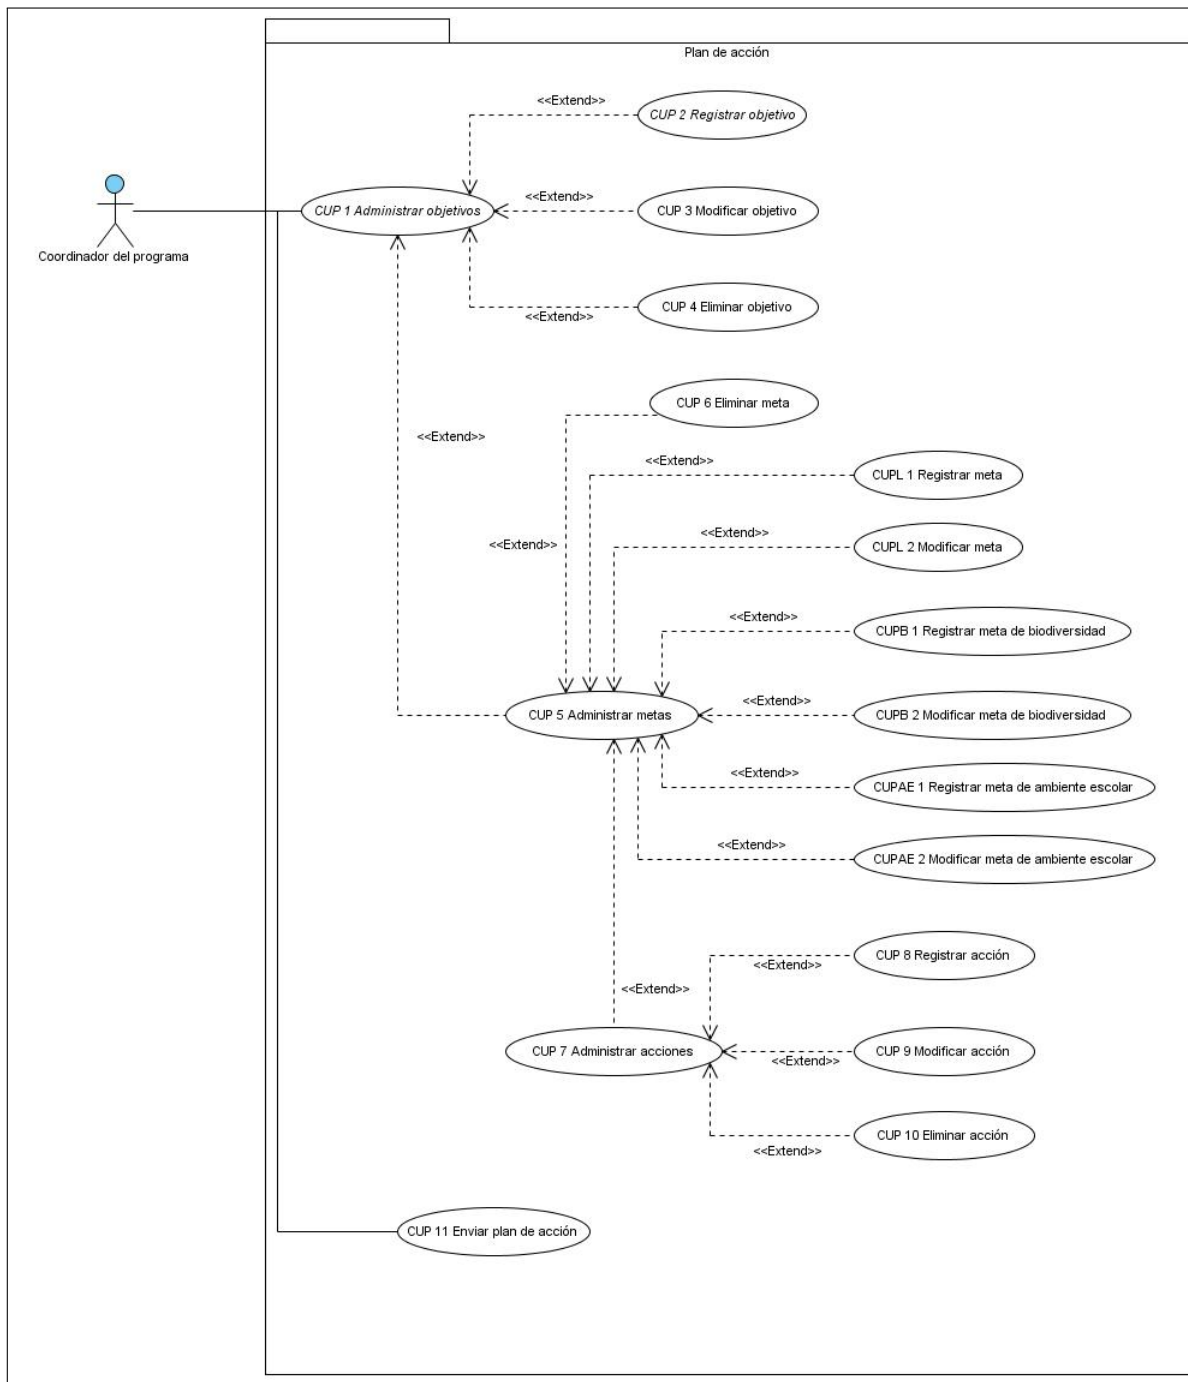 Plan de acción
<<Extend>>
CUP 2 Registrar objetivo
<<Extend>>
CUP 1 Administrar objetivos
CUP 3 Modificar objetivo
Coordinador del programa
CUP 4 Eliminar objetivo
<<Extend>>
CUP 6 Eliminar meta
<<Extend>>
<<Extend>>
CUPL 1 Registrar meta
<<Extend>>
<<Extend>>
CUPL 2 Modificar meta
<<Extend>>
CUPB 1 Registrar meta de biodiversidad
<<Extend>>
CUP 5 Administrar metas
CUPB 2 Modificar meta de biodiversidad
<<Extend>>
CUPAE 1 Registrar meta de ambiente escolar
<<Extend>>
CUPAE 2 Modificar meta de ambiente escolar
CUP 8 Registrar acción
<<Extend>>
<<Extend>>
CUP 7 Administrar acciones
CUP 9 Modificar acción
<<Extend>>
CUP 10 Eliminar acción
<<Extend>>
CUP 11 Enviar plan de acción